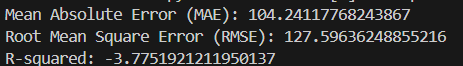 Mean Absolute Error (MAE): 104.24117768243867
Root Mean Square Error (RMSE): 127.59636248855216
R-squared: -3.7751921211950137